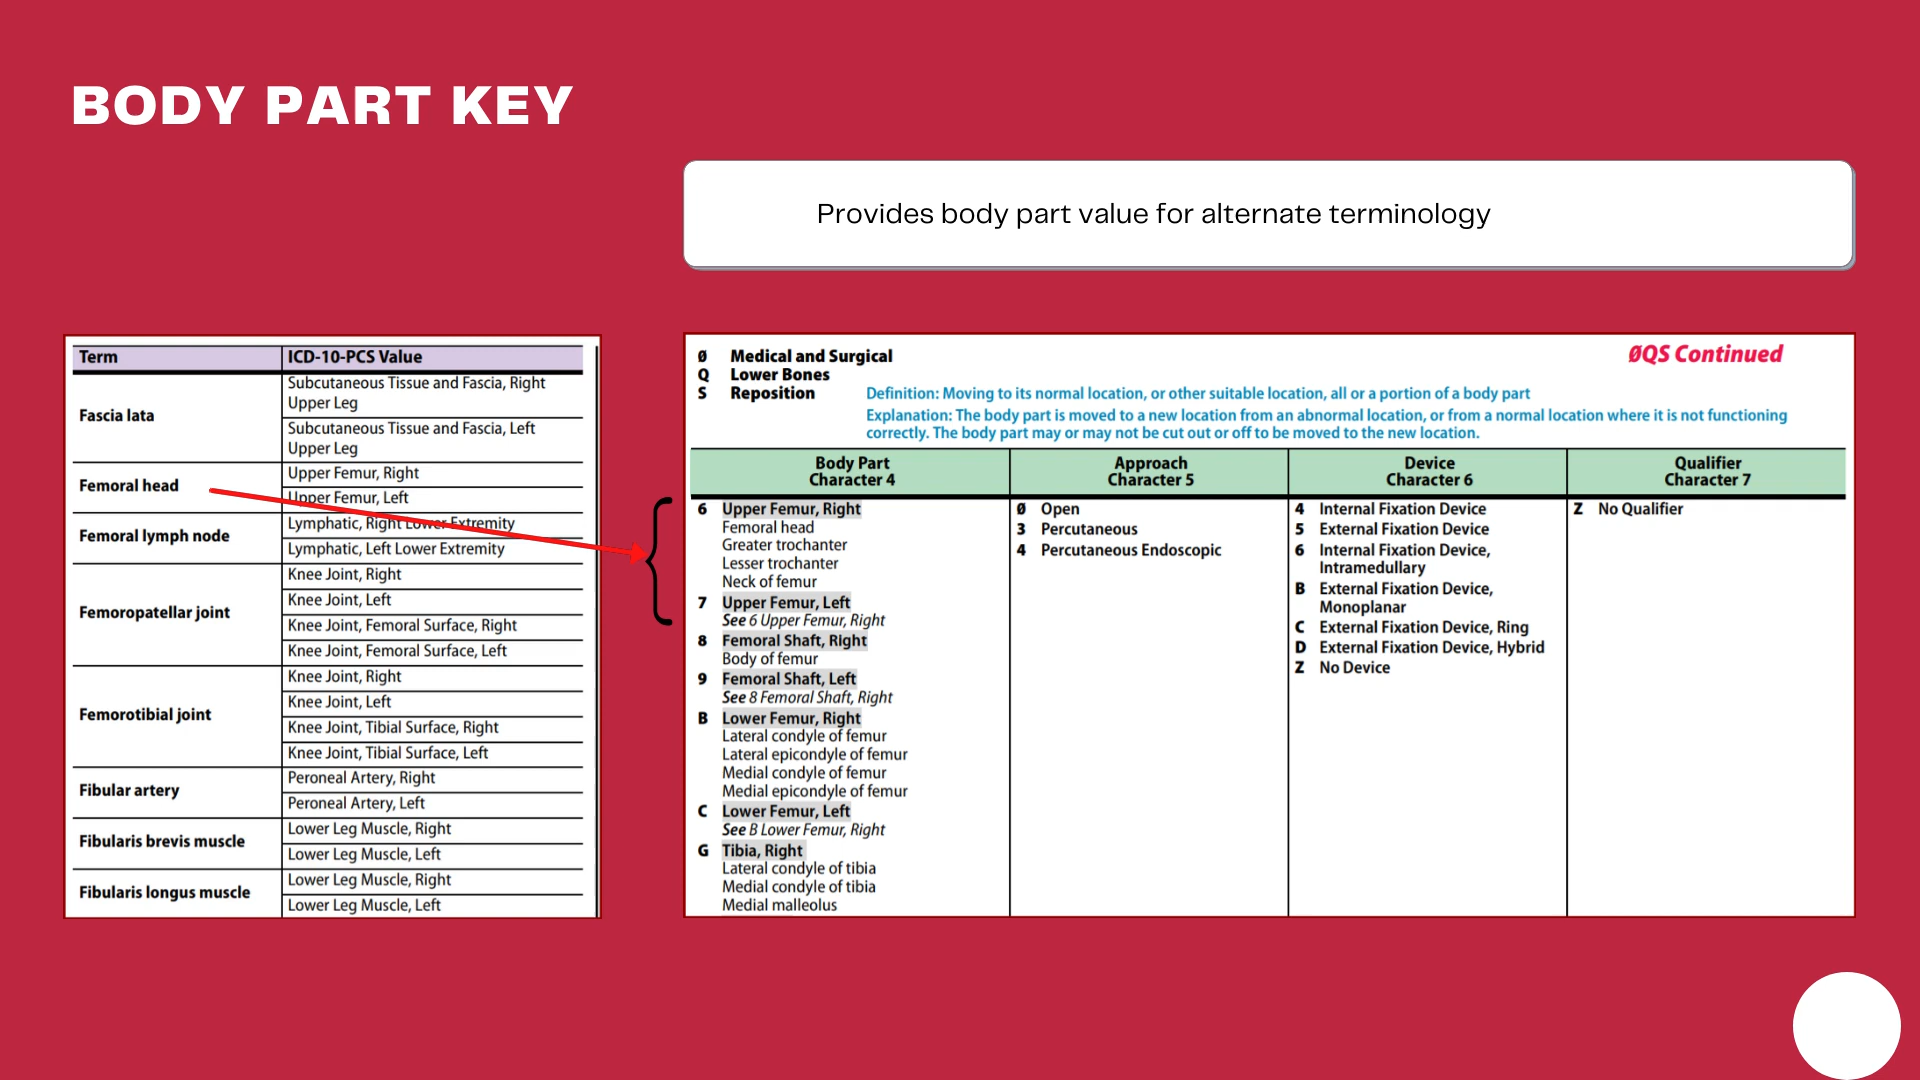 BODY PART KEY
Provides body part value for alternate terminology
Term ICD-10-PCS Value
Fascia lata
Subcutaneous Tissue and Fascia, Right
Upper Leg
Subcutaneous Tissue and Fascia, Left
Upper Leg
Femoral head
Upper Femur, Right
Upper Femur, Left
Femoral lymph node
Lymphatic, Right Lower Extremity
Lymphatic, Left Lower Extremity
Femoropatellar joint
Knee Joint, Right
Knee Joint, Left
Knee Joint, Femoral Surface, Right
Knee Joint, Femoral Surface, Left
Femorotibial joint
Knee Joint, Right
Knee Joint, Left
Knee Joint, Tibial Surface, Right
Knee Joint, Tibial Surface, Left
Fibular artery
Peroneal Artery, Right
Peroneal Artery, Left
Fibularis brevis muscle
Lower Leg Muscle, Right
Lower Leg Muscle, Left
Fibularis longus muscle
Lower Leg Muscle, Right
Lower Leg Muscle, Left
Ø Medical and Surgical
ØQS Continued
Q Lower Bones
S Reposition Definition: Moving to its normal location, or other suitable location, all or a portion of a body part
Explanation: The body part is moved to a new location from an abnormal location, or from a normal location where it is not functioning
correctly. The body part may or may not be cut out or off to be moved to the new location.
Body Part
Character 4
Approach
Character 5
Device
Character 6
Qualifier
Character 7
6 Upper Femur, Right
Femoral head
Greater trochanter
Lesser trochanter
Neck of femur
7 Upper Femur, Left
See 6 Upper Femur, Right
8 Femoral Shaft, Right
Body of femur
9 Femoral Shaft, Left
See 8 Femoral Shaft, Right
B Lower Femur, Right
Lateral condyle of femur
Lateral epicondyle of femur
Medial condyle of femur
Medial epicondyle of femur
C Lower Femur, Left
See B Lower Femur, Right
G Tibia, Right
Lateral condyle of tibia
Medial condyle of tibia
Medial malleolus
Ø Open
3 Percutaneous
4 Percutaneous Endoscopic
4 Internal Fixation Device
5 External Fixation Device
6 Internal Fixation Device,
Intramedullary
B External Fixation Device,
Monoplanar
C External Fixation Device, Ring
D External Fixation Device, Hybrid
Z No Device
Z No Qualifier